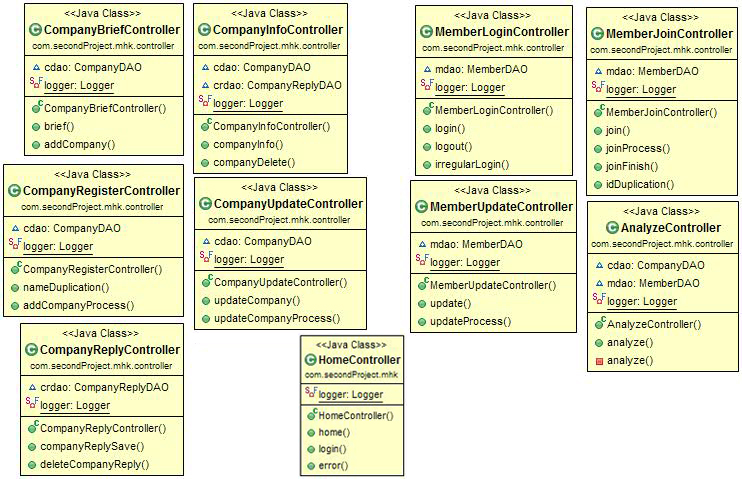 <<Java Class>>
CompanyBriefController
com.secondProject.mhk.controller
cdao: CompanyDAO
logger: Logger
CompanyBriefController()
brief()
addCompany()
<<Java Class>>
CompanyInfoController
com.secondProject.mhk.controller
cdao: CompanyDAO
crdao: CompanyReplyDAO
logger: Logger
CompanyInfoController()
companyInfo()
companyDelete()
<<Java Class>>
MemberLoginController
com.secondProject.mhk.controller
mdao: MemberDAO
logger: Logger
MemberLoginController()
login()
logout()
irregularLogin()
<<Java Class>>
MemberJoinController
com.secondProject.mhk.controller
mdao: MemberDAO
logger: Logger
MemberJoinController()
join()
joinProcess()
joinFinish()
idDuplication()
<<Java Class>>
CompanyRegisterController
com.secondProject.mhk.controller
cdao: CompanyDAO
logger: Logger
CompanyRegisterController()
nameDuplication()
addCompanyProcess()
<<Java Class>>
CompanyUpdateController
com.secondProject.mhk.controller
cdao: CompanyDAO
logger: Logger
CompanyUpdateController()
updateCompany()
updateCompanyProcess()
<<Java Class>>
MemberUpdateController
com.secondProject.mhk.controller
mdao: MemberDAO
logger: Logger
MemberUpdateController()
update()
updateProcess()
<<Java Class>>
AnalyzeController
com.secondProject.mhk.controller
cdao: CompanyDAO
mdao: MemberDAO
logger: Logger
AnalyzeController()
analyze()
analyze()
<<Java Class>>
CompanyReplyController
com.secondProject.mhk.controller
crdao: CompanyReplyDAO
logger: Logger
CompanyReplyController()
companyReplySave()
deleteCompanyReply()
<<Java Class>>
HomeController
com.secondProject.mhk
logger: Logger
HomeController()
home()
login()
error()